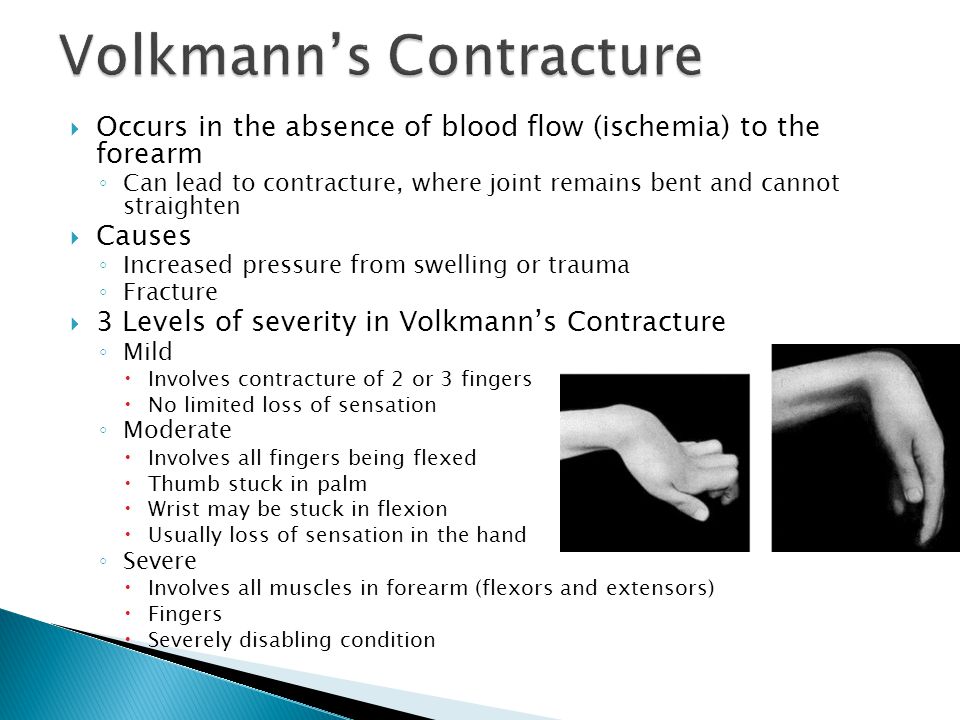 Volkmann’s Contracture
Occurs in the absence of blood flow (ischemia) to the
forearm
Can lead to contracture, where joint remains bent and cannot
straighten
Causes
Increased pressure from swelling or trauma
Fracture
3 Levels of severity in Volkmann’s Contracture
Mild
Involves contracture of 2 or 3 fingers
No limited loss of sensation
Moderate
Involves all fingers being flexed
Thumb stuck in palm
Wrist may be stuck in flexion
Usually loss of sensation in the hand
Severe
Involves all muscles in forearm (flexors and extensors)
Fingers
Severely disabling condition